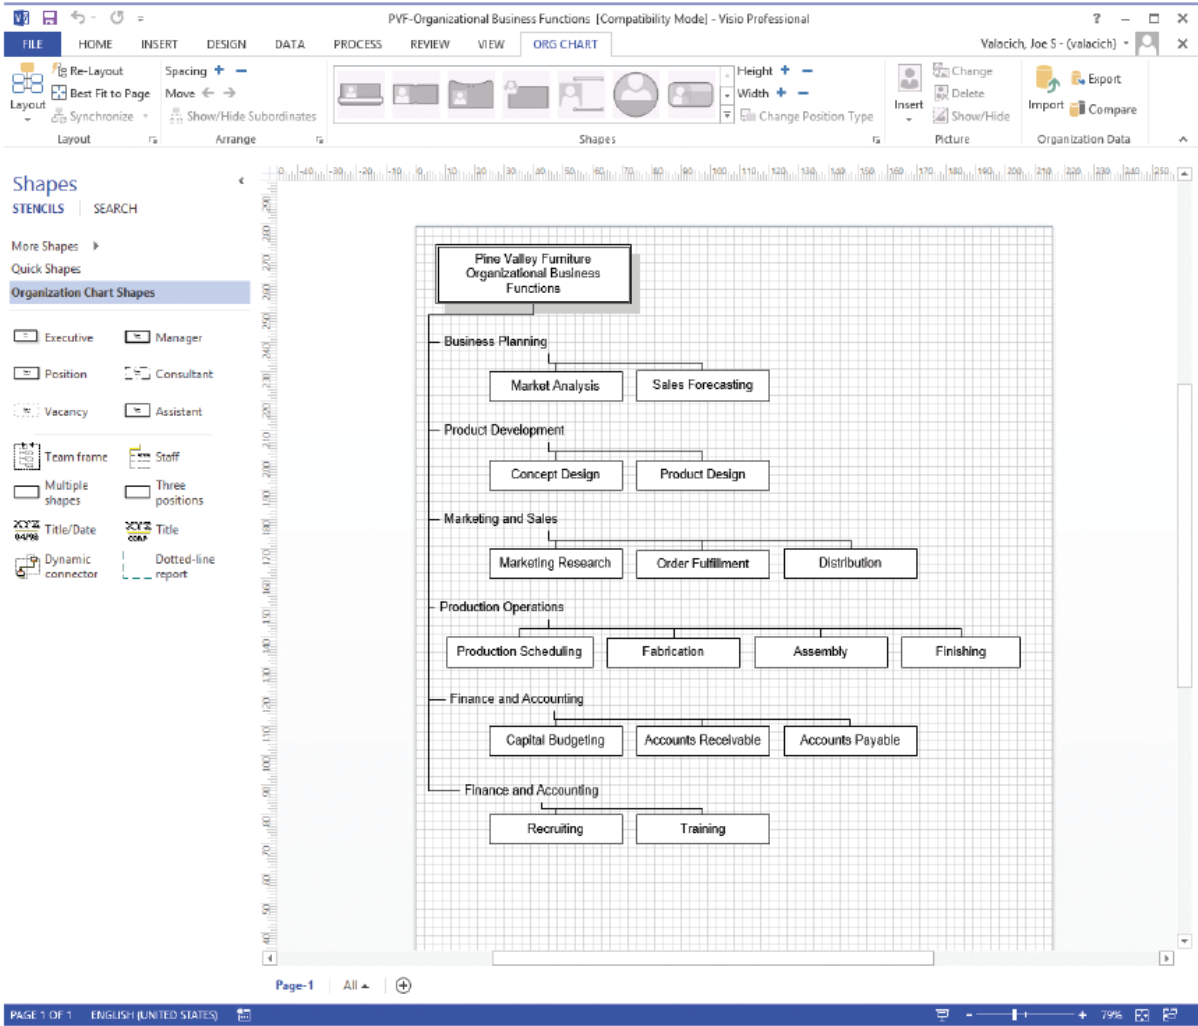 PVF-Organizational Business Functions [Compatibility Mode] - Visio Professional
FILE HOME INSERT DESIGN DATA PROCESS REVIEW VIEW ORG CHART Valacich, Joe S - (valacich)
Re-Layout Spacing Height Change Export
Best Fit to Page Move Width Delete
Layout Synchronize Show/Hide Subordinates Change Position Type Insert Show/Hide Import Compare
Layout Arrange Shapes Picture Organization Data
Shapes
STENCILS SEARCH
More Shapes
Quick Shapes
Organization Chart Shapes
Executive Manager
Position Consultant
Vacancy Assistant
Team frame Staff
Multiple shapes Three positions
Title/Date Title
Dynamic connector Dotted-line report
Pine Valley Furniture
Organizational Business
Functions
Business Planning
Market Analysis Sales Forecasting
Product Development
Concept Design Product Design
Marketing and Sales
Marketing Research Order Fulfillment Distribution
Production Operations
Production Scheduling Fabrication Assembly Finishing
Finance and Accounting
Capital Budgeting Accounts Receivable Accounts Payable
Finance and Accounting
Recruiting Training
Page-1 All
PAGE 1 OF 1 ENGLISH (UNITED STATES) 79%